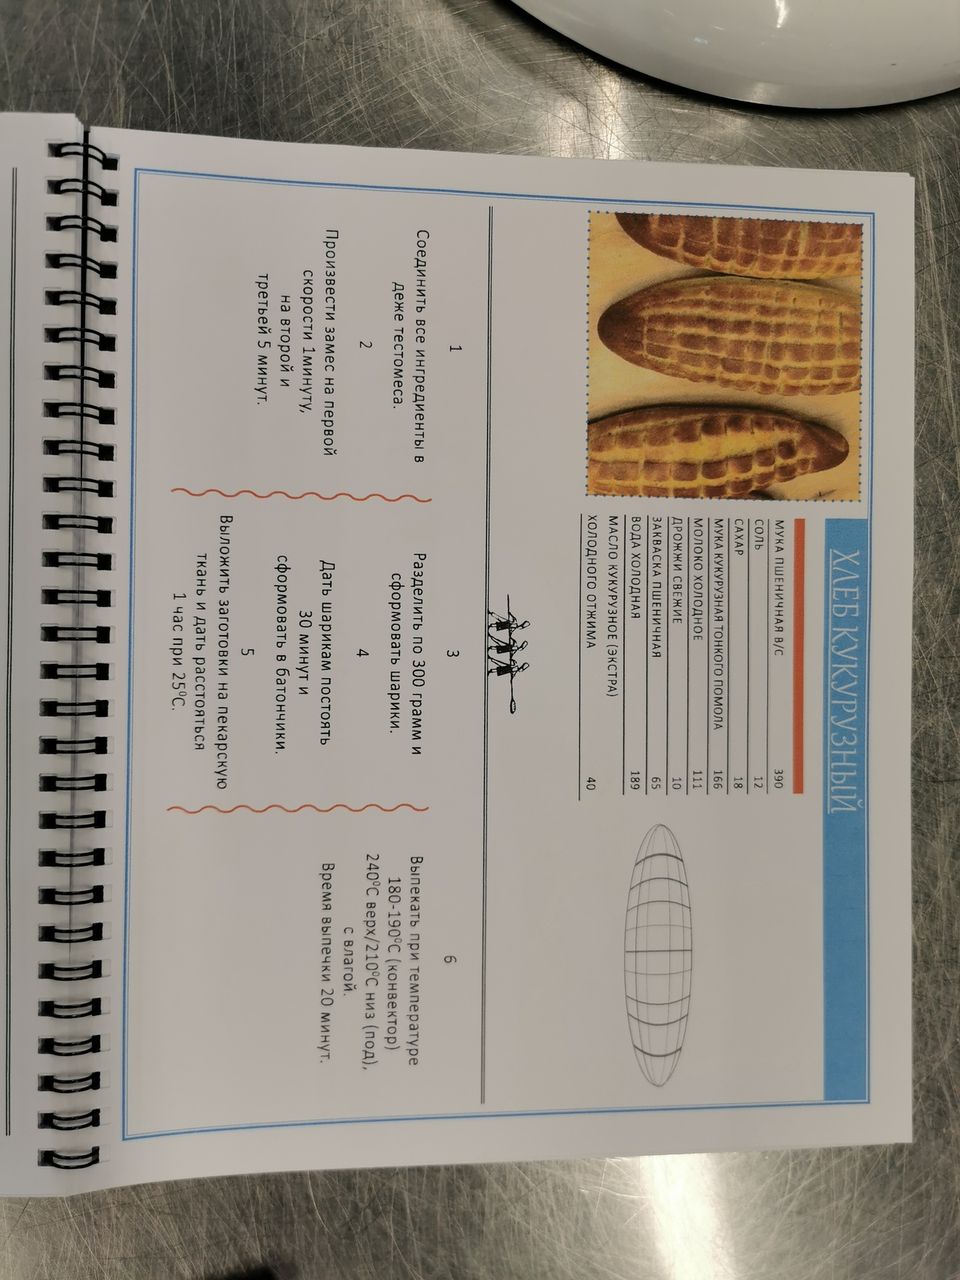 ХЛЕБ КУКУРУЗНЫЙ
МУКА ПШЕНИЧНАЯ В/С 390
СОЛЬ 12
САХАР 18
МУКА КУКУРУЗНАЯ ТОНКОГО ПОМОЛА 166
МОЛОКО ХОЛОДНОЕ 111
ДРОЖЖИ СВЕЖИЕ 10
ЗАКВАСКА ПШЕНИЧНАЯ 65
ВОДА ХОЛОДНАЯ 189
МАСЛО КУКУРУЗНОЕ (ЭКСТРА)
ХОЛОДНОГО ОТЖИМА 40
1
Соединить все ингредиенты в
деже тестомеса.
2
Произвести замес на первой
скорости 1минуту,
на второй и
третьей 5 минут.
3
Разделить по 300 грамм и
сформовать шарики.
4
Дать шарикам постоять
30 минут и
сформовать в батончики.
5
Выложить заготовки на пекарскую
ткань и дать расстояться
1 час при 25⁰С.
6
Выпекать при температуре
180-190⁰С (конвектор)
240⁰С верх/210⁰С низ (под),
с влагой.
Время выпечки 20 минут.